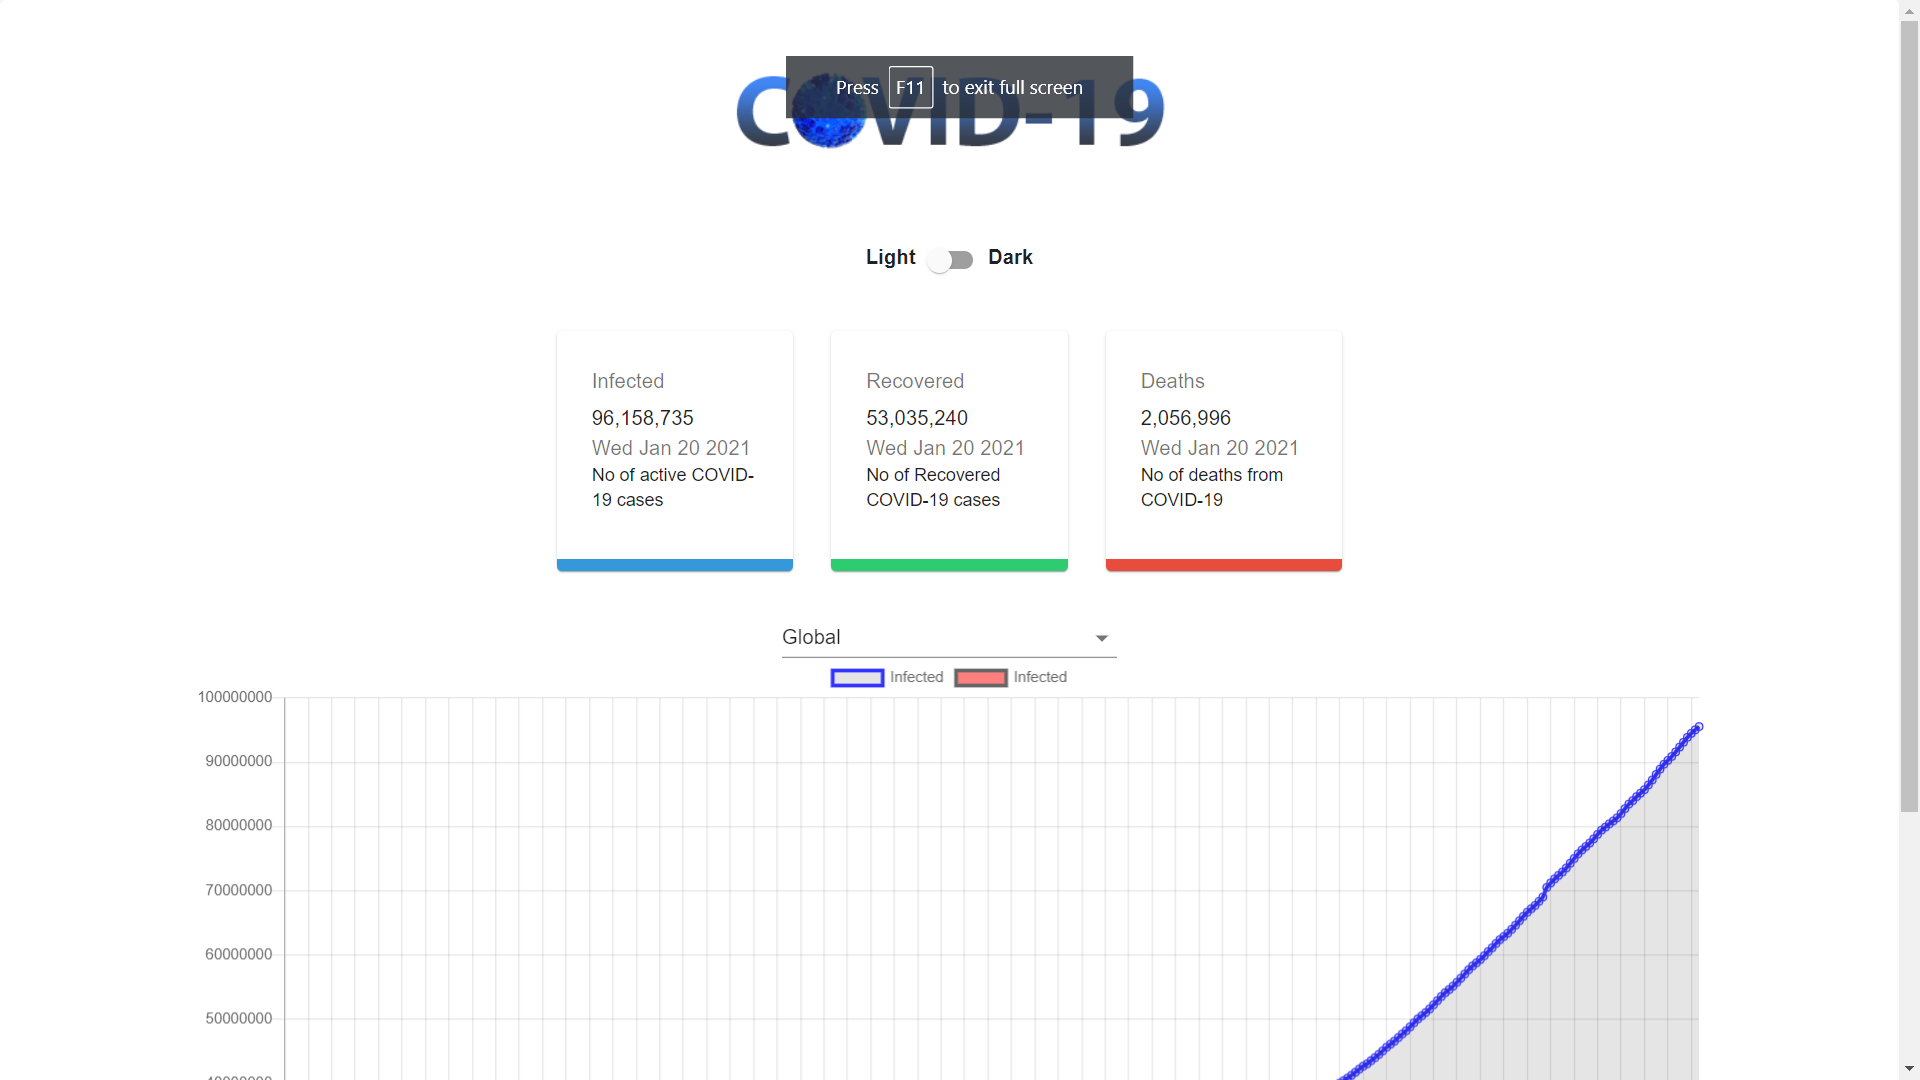 Press F11 to exit full screen
COVID-19
Light Dark
Infected
96,158,735
Wed Jan 20 2021
No of active COVID-
19 cases
Recovered
53,035,240
Wed Jan 20 2021
No of Recovered
COVID-19 cases
Deaths
2,056,996
Wed Jan 20 2021
No of deaths from
COVID-19
Global
Infected Infected
100000000
90000000
80000000
70000000
60000000
50000000
40000000